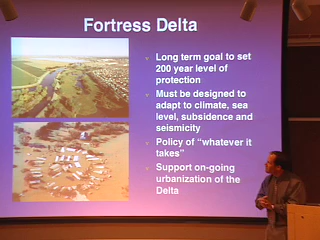 Fortress Delta
Long term goal to set
200 year level of
protection
Must be designed to
adapt to climate, sea
level, subsidence and
seismicity
Policy of "whatever it
takes"
Support on-going
urbanization of the
Delta